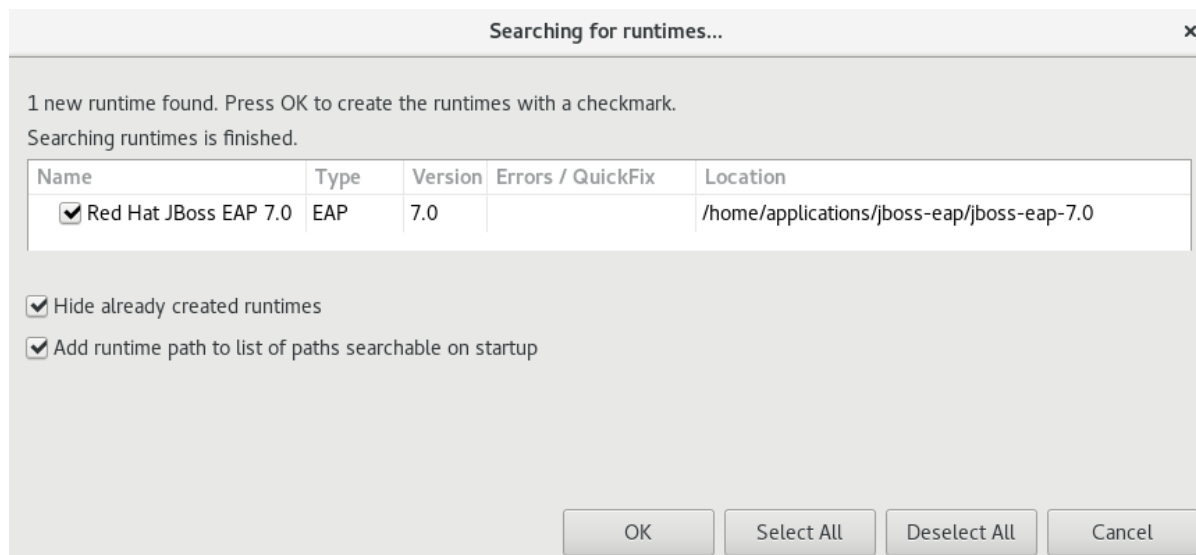 Searching for runtimes...
1 new runtime found. Press OK to create the runtimes with a checkmark.
Searching runtimes is finished.
Name Type Version Errors / QuickFix Location
Red Hat JBoss EAP 7.0 EAP 7.0 /home/applications/jboss-eap/jboss-eap-7.0
Hide already created runtimes
Add runtime path to list of paths searchable on startup
OK Select All Deselect All Cancel